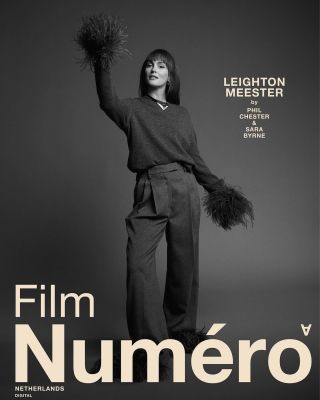 LEIGHTON
MEESTER
by
PHIL
CHESTER
&
SARA
BYRNE
Film
Numéro
NETHERLANDS
DIGITAL